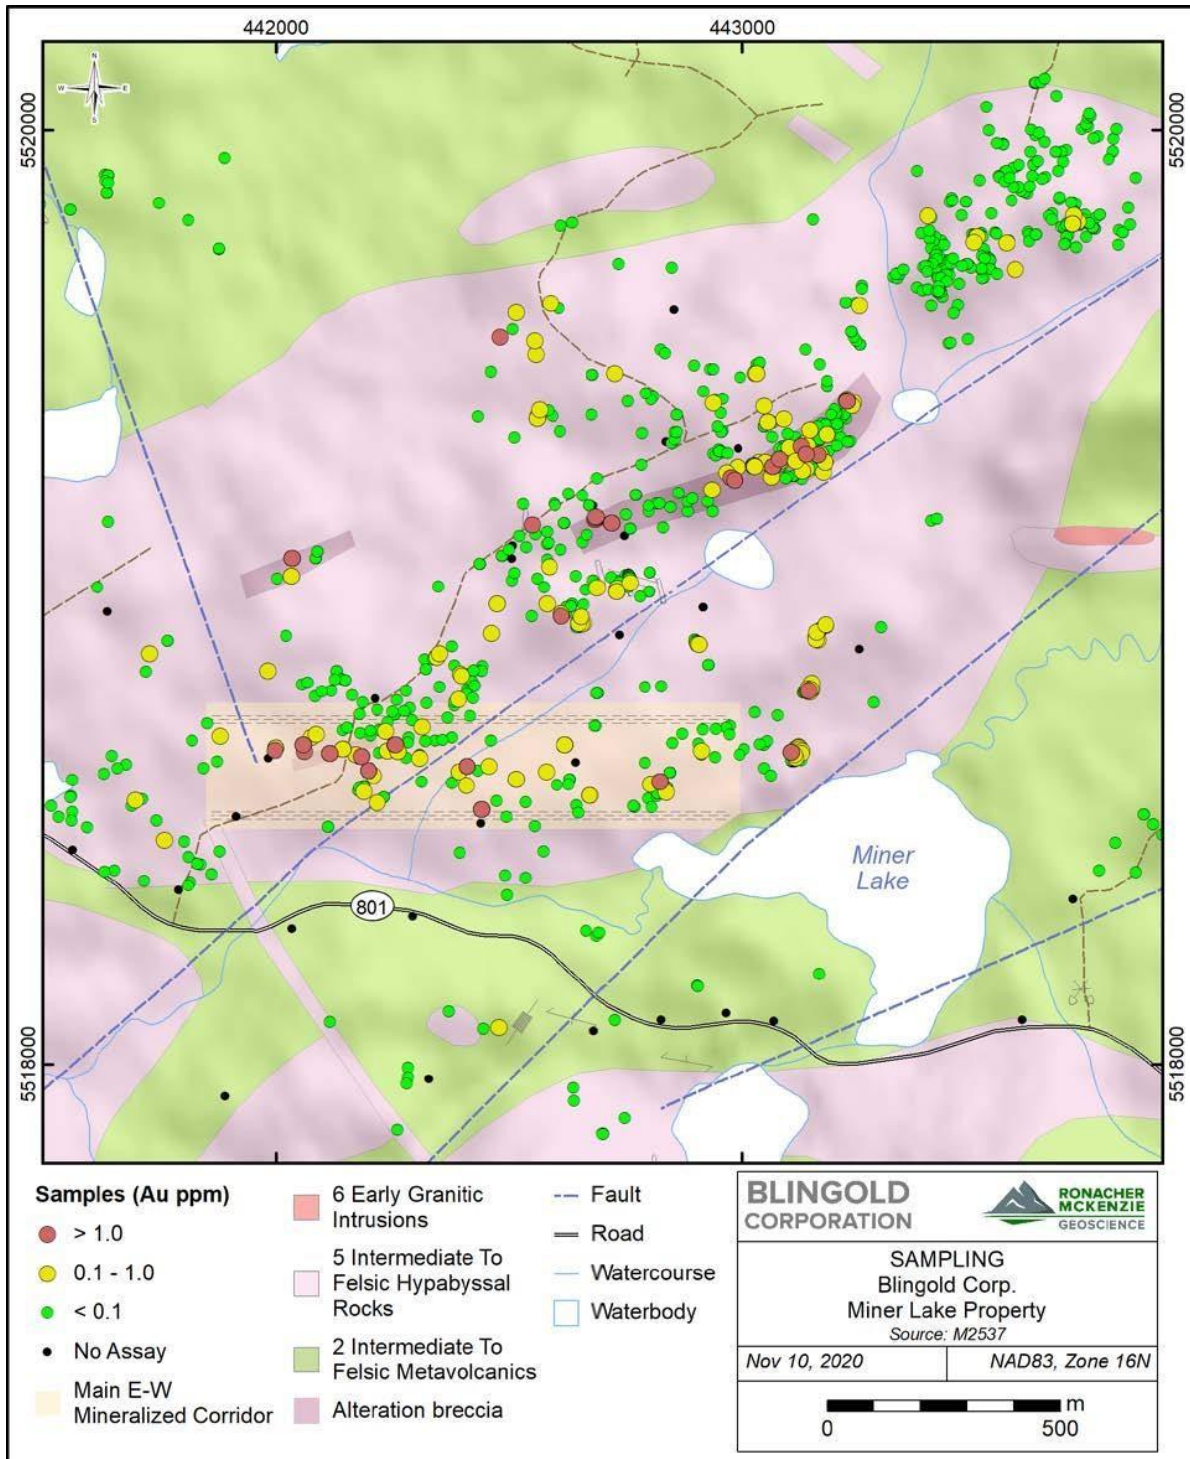 442000
443000
N
W
E
S
5520000
5520000
Miner
Lake
801
5518000
5518000
Samples (Au ppm)
> 1.0
0.1 - 1.0
< 0.1
No Assay
Main E-W
Mineralized Corridor
6 Early Granitic
Intrusions
5 Intermediate To
Felsic Hypabyssal
Rocks
2 Intermediate To
Felsic Metavolcanics
Alteration breccia
Fault
Road
Watercourse
Waterbody
BLINGOLD
CORPORATION
RONACHER
MCKENZIE
GEOSCIENCE
SAMPLING
Blingold Corp.
Miner Lake Property
Source: M2537
Nov 10, 2020
NAD83, Zone 16N
m
0
500